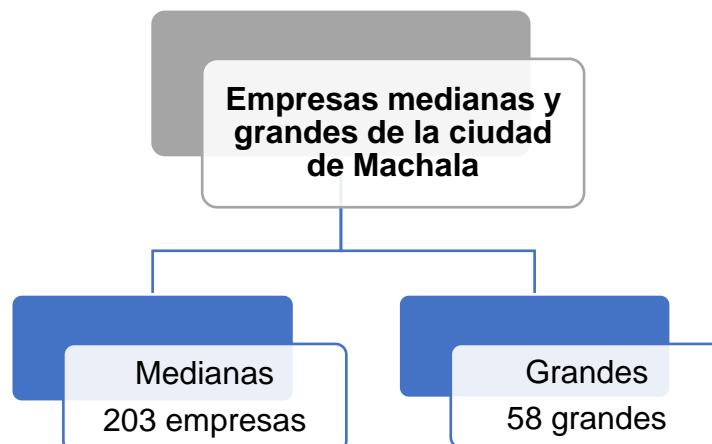 Empresas medianas y
grandes de la ciudad
de Machala
Medianas
203 empresas
Grandes
58 grandes